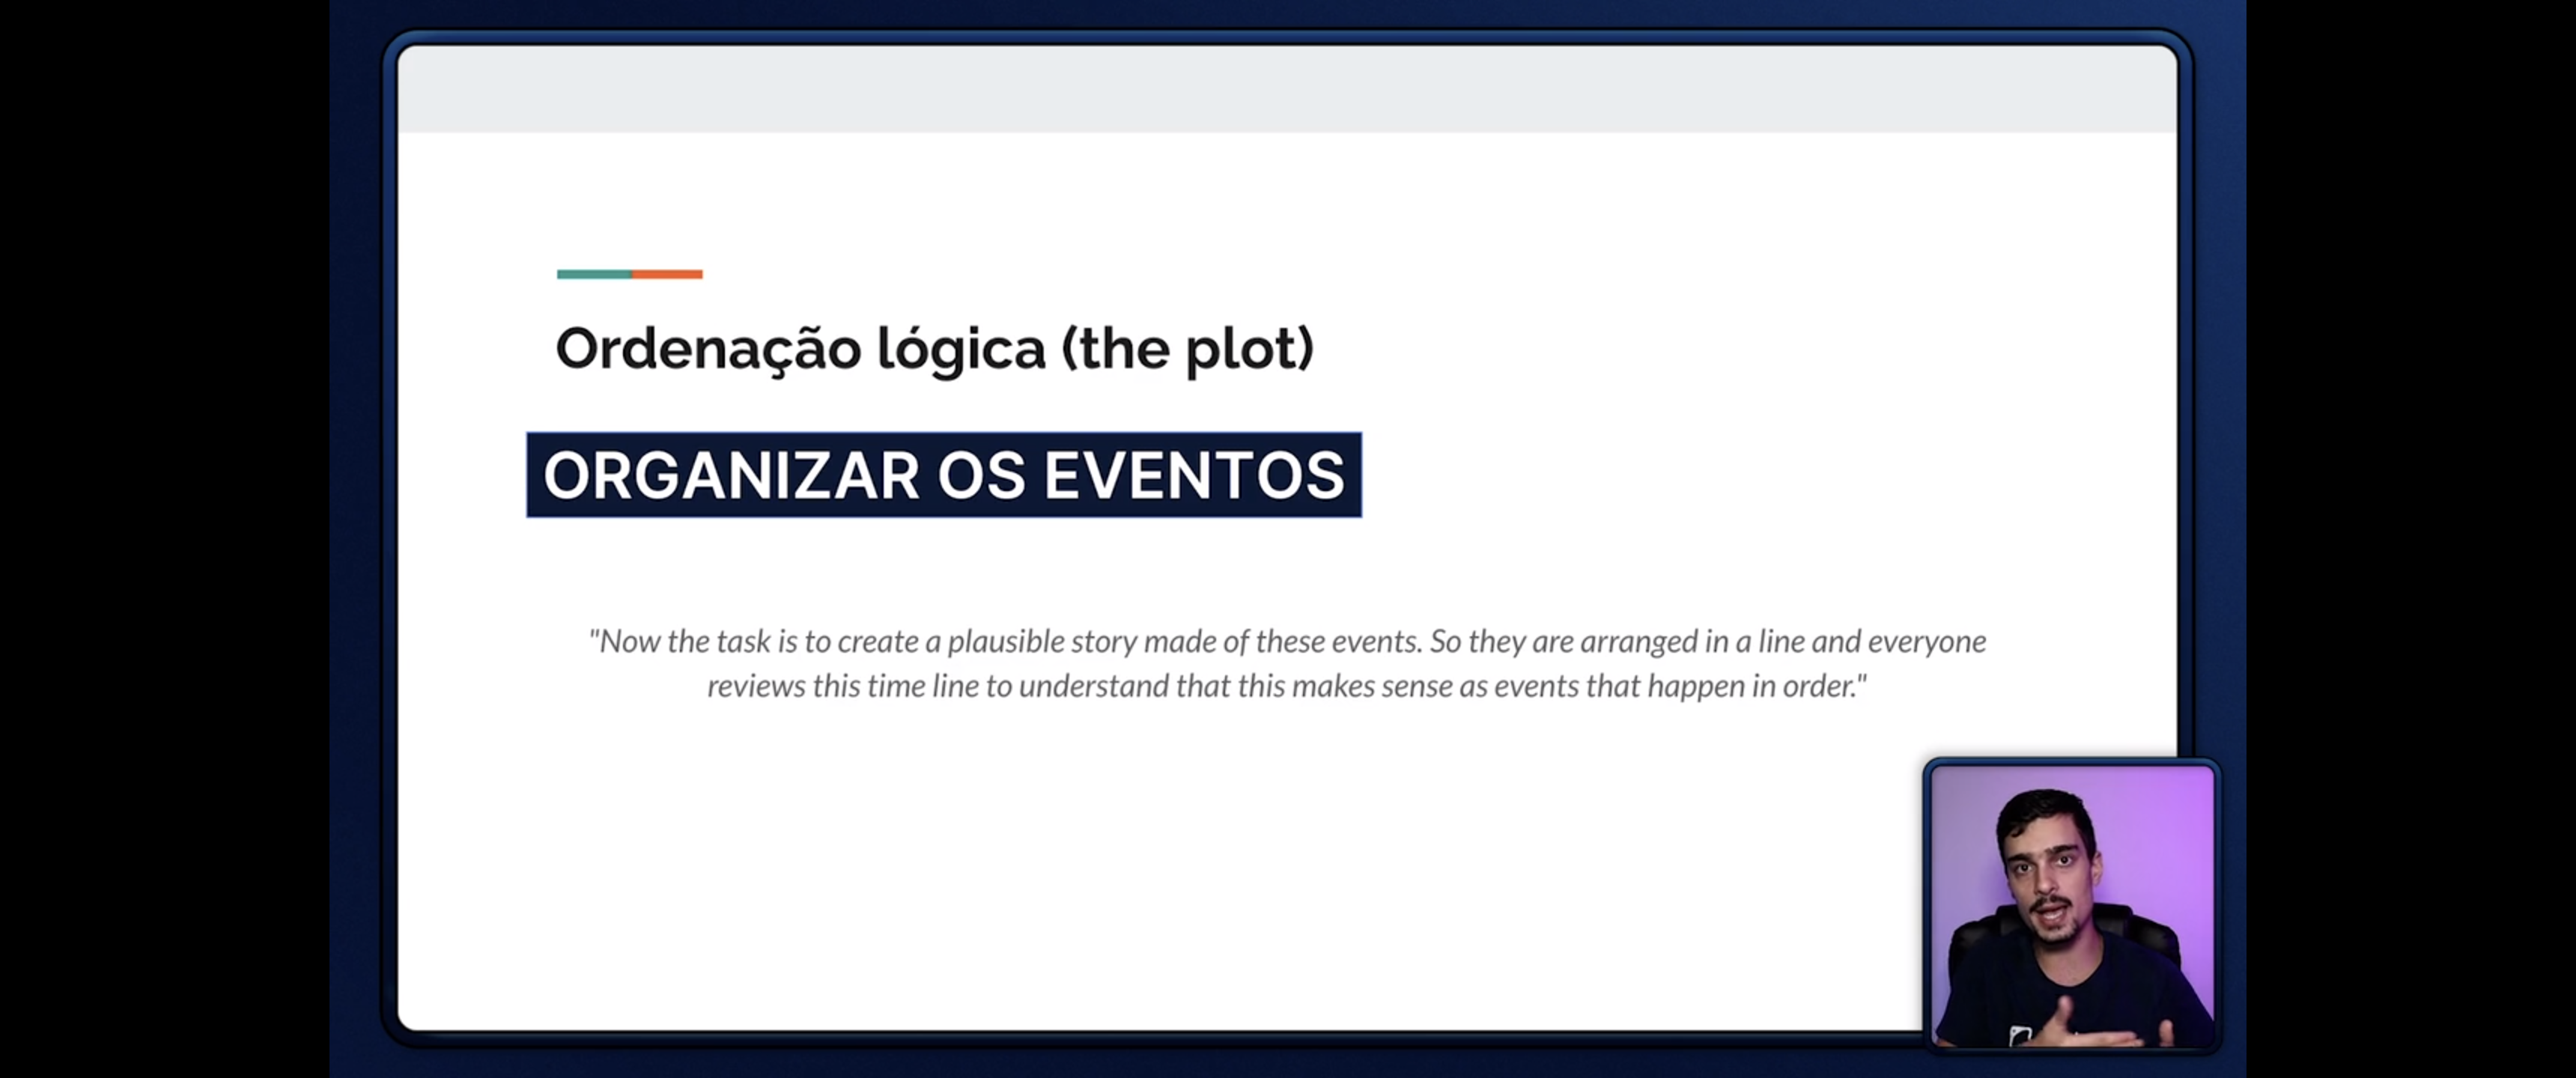 Ordenação lógica (the plot)
ORGANIZAR OS EVENTOS
"Now the task is to create a plausible story made of these events. So they are arranged in a line and everyone
reviews this time line to understand that this makes sense as events that happen in order."